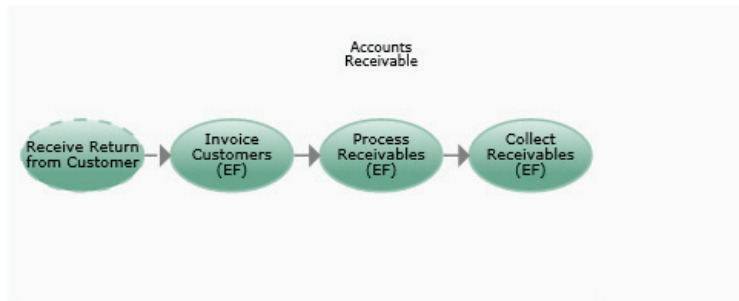 Accounts
Receivable
Receive Return
from Customer
Invoice
Customers
(EF)
Process
Receivables
(EF)
Collect
Receivables
(EF)